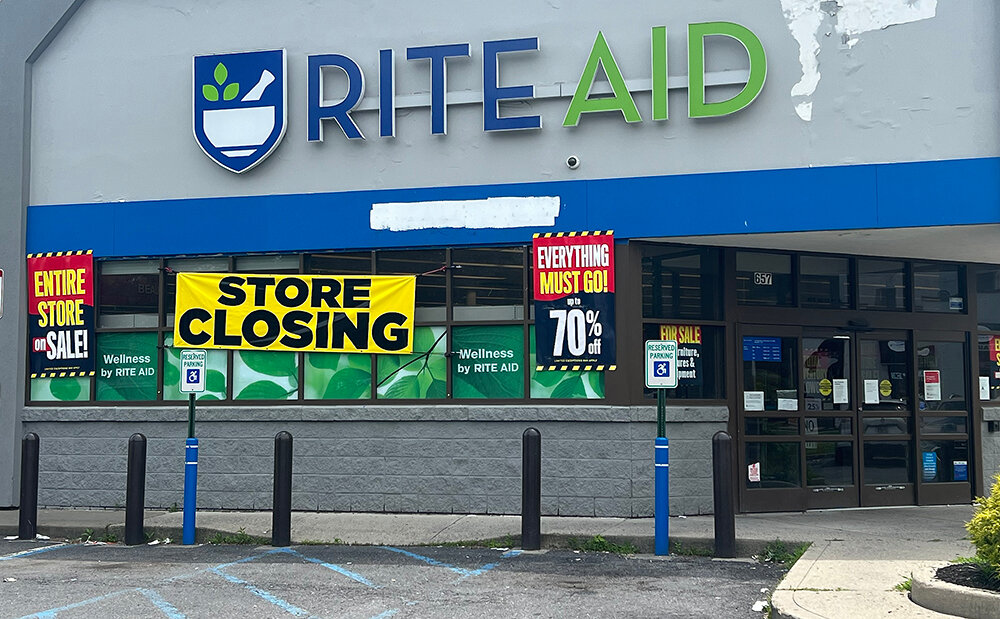 RITE AID
ENTIRE
STORE
on SALE!
STORE
CLOSING
EVERYTHING
MUST GO!
up to
70%
off
657
FOR SALE
Wellness
by RITE AID
Wellness
by RITE AID
RESERVED
PARKING
RESERVED
PARKING